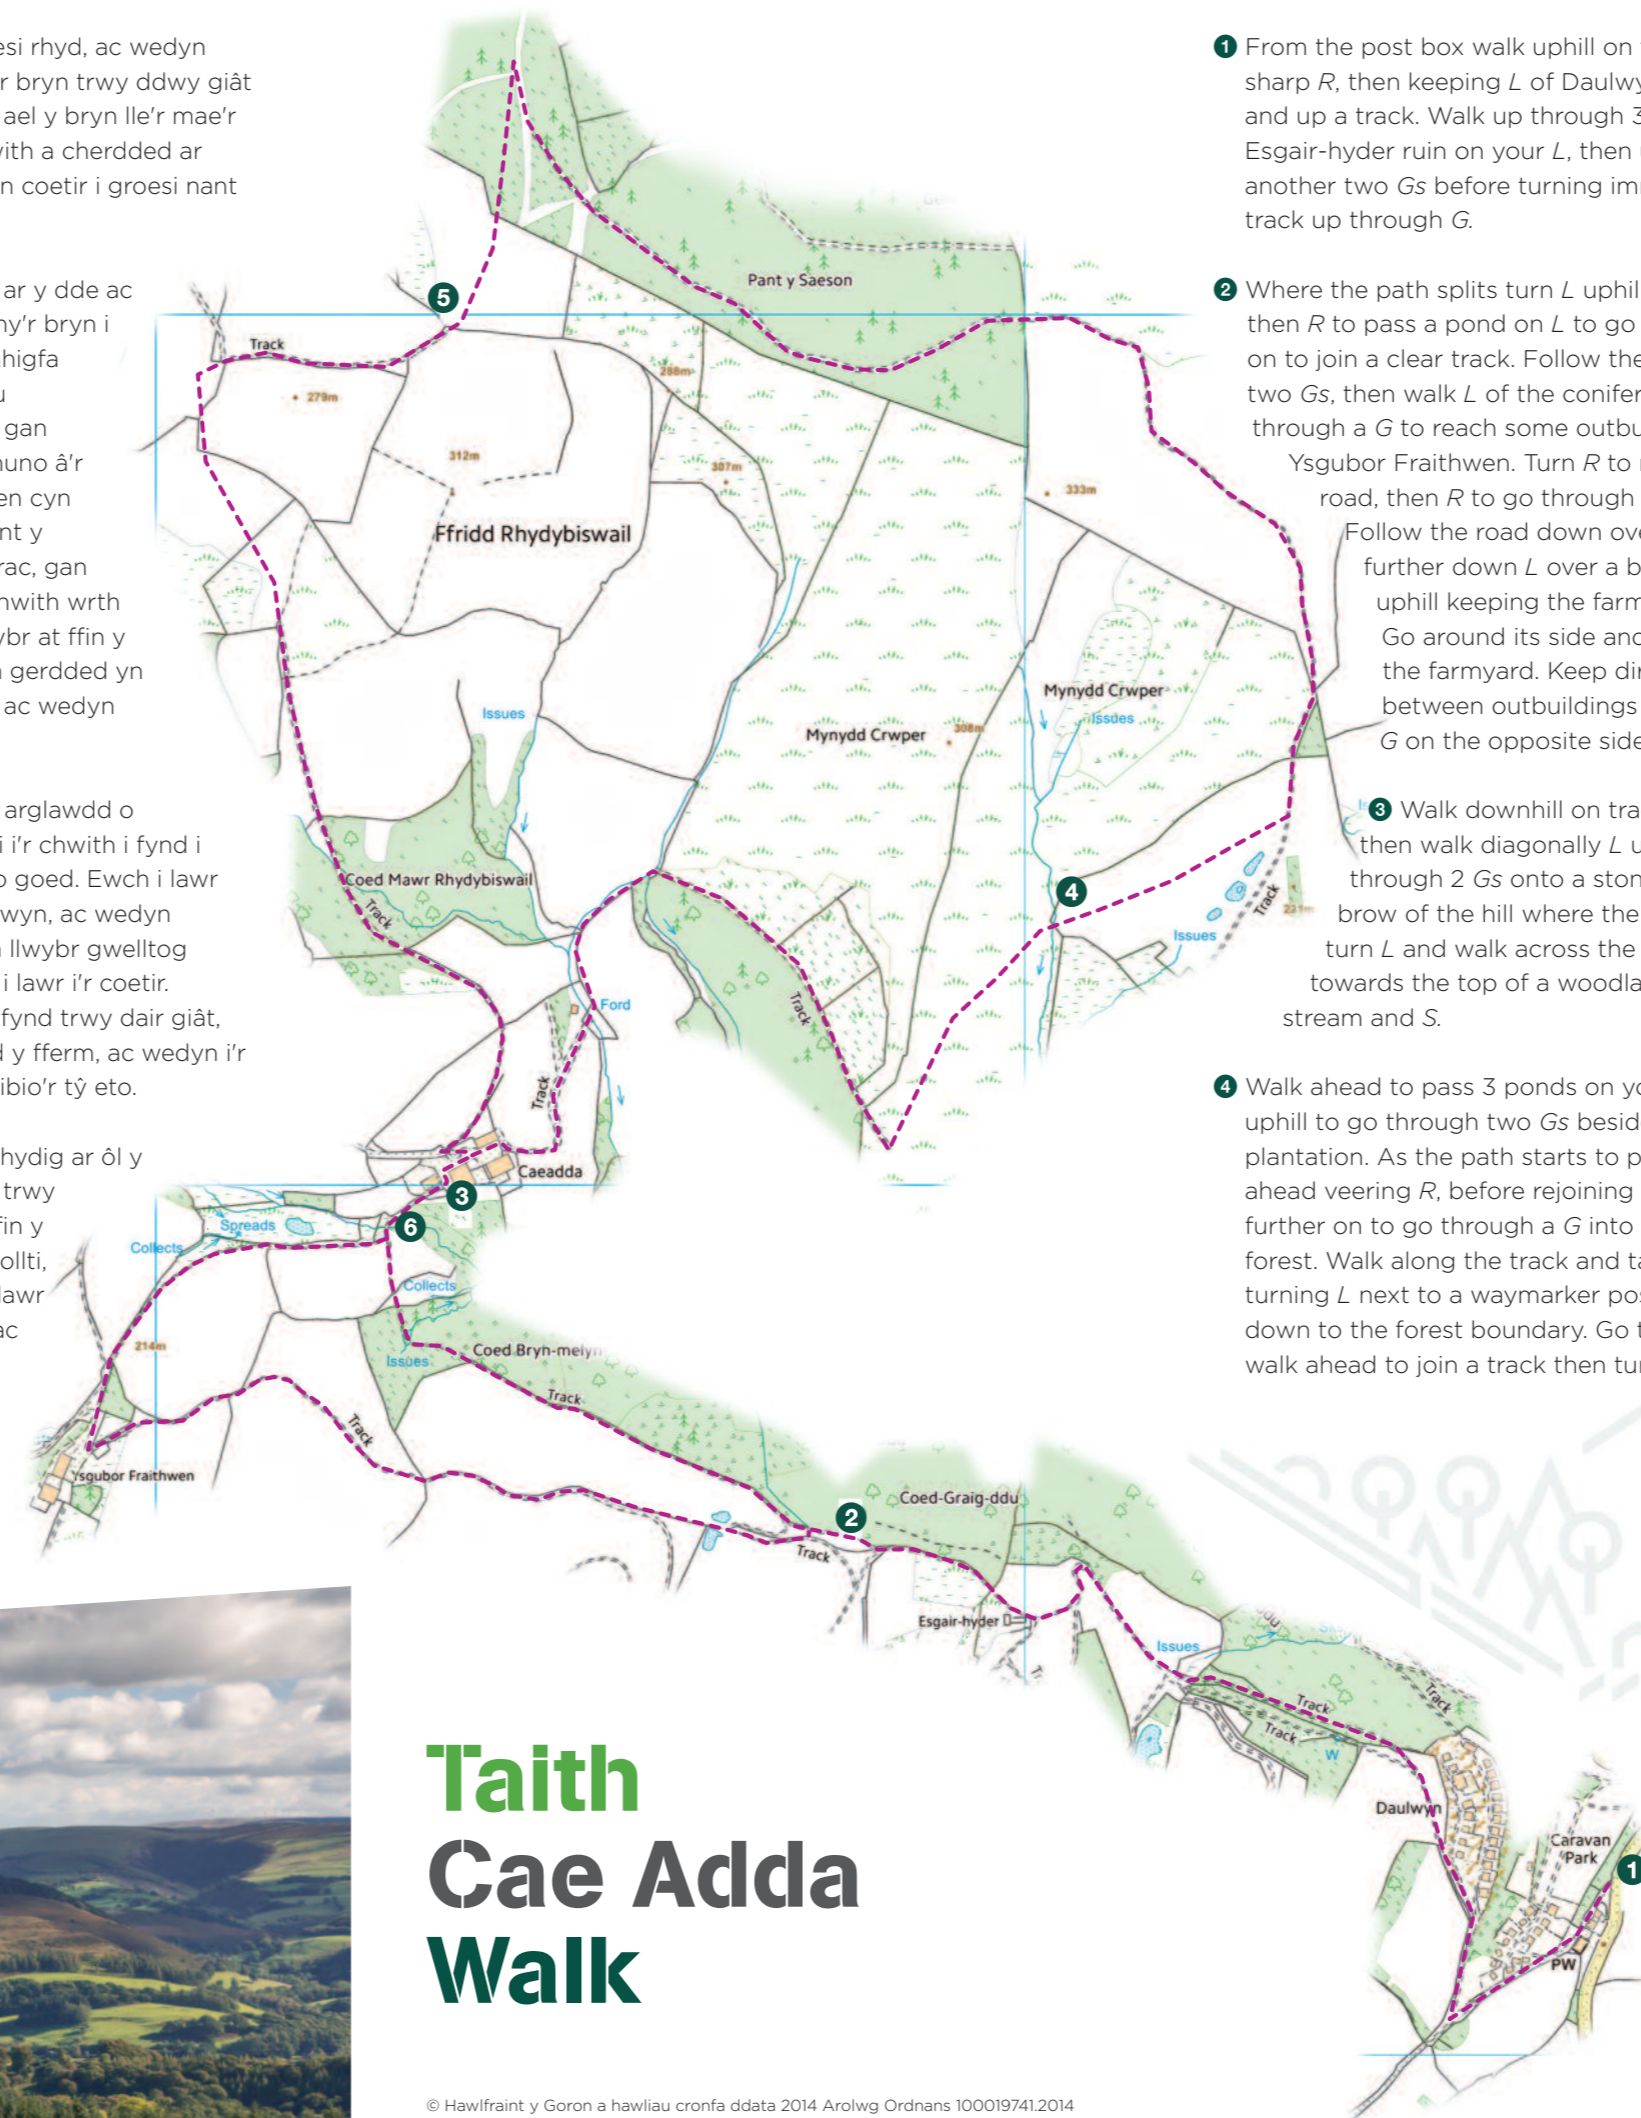 esi rhyd, ac wedyn
r bryn trwy ddwy giât
ael y bryn lle'r mae'r
with a cherdded ar
n coetir i groesi nant
ar y dde ac
ny'r bryn i
higfa
u
gan
nuno â'r
en cyn
nt y
rac, gan
nwith wrth
ybr at ffin y
n gerdded yn
ac wedyn
arglawdd o
i i'r chwith i fynd i
o goed. Ewch i lawr
wyn, ac wedyn
n llwybr gwelltog
i lawr i'r coetir.
fynd trwy dair giât,
d y fferm, ac wedyn i'r
ibio'r tŷ eto.
hydig ar ôl y
trwy
fin y
ollti,
lawr
ac
1 From the post box walk uphill on
sharp R, then keeping L of Daulwy
and up a track. Walk up through 3
Esgair-hyder ruin on your L, then
another two Gs before turning imm
track up through G.
2 Where the path splits turn L uphill
then R to pass a pond on L to go
on to join a clear track. Follow the
two Gs, then walk L of the conifer
through a G to reach some outbu
Ysgubor Fraithwen. Turn R to
road, then R to go through
Follow the road down ove
further down L over a b
uphill keeping the farm
Go around its side and
the farmyard. Keep dir
between outbuildings
G on the opposite side
3 Walk downhill on tra
then walk diagonally L u
through 2 Gs onto a ston
brow of the hill where the
turn L and walk across the
towards the top of a woodla
stream and S.
4 Walk ahead to pass 3 ponds on yo
uphill to go through two Gs besid
plantation. As the path starts to p
ahead veering R, before rejoining
further on to go through a G into
forest. Walk along the track and ta
turning L next to a waymarker pos
down to the forest boundary. Go t
walk ahead to join a track then tur
Pant y Saeson
5
Track
279m
288m
312m
307m
333m
Ffridd Rhydybiswail
Mynydd Crwper
Issues
Issues
Mynydd Crwper
308m
Coed Mawr Rhydybiswail
Track
4
Issues
Track
231m
Ford
Track
Track
Caeadda
3
6
Spreads
Collects
Collects
214m
Issues
Coed Bryn-melyn
Track
Track
Ysgubor Fraithwen
2
Coed-Graig-ddu
Track
Esgair-hyder
Issues
ddu
Track
Track
Track
W
Daulwyn
Caravan
Park
1
PW
Taith
Cae Adda
Walk
© Hawlfraint y Goron a hawliau cronfa ddata 2014 Arolwg Ordnans 100019741.2014